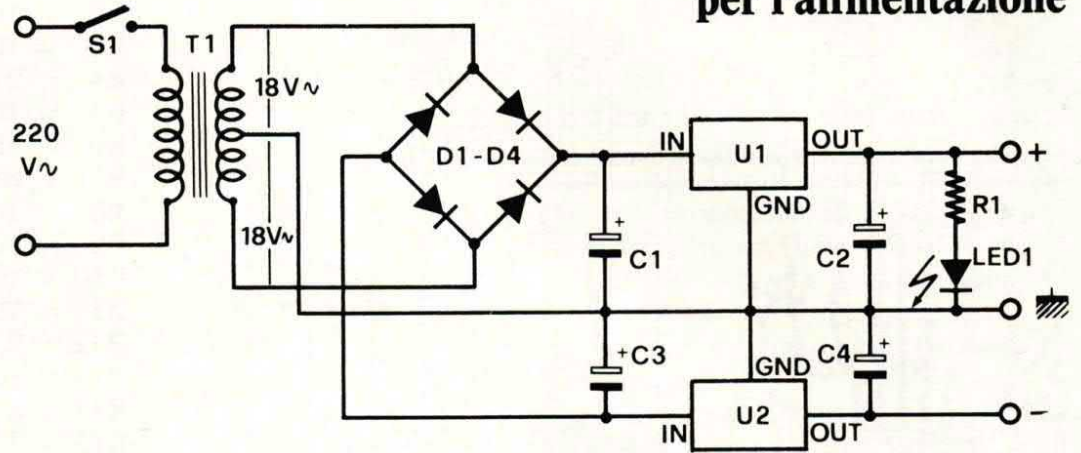 per l'alimentazione
S1
T1
220
V~
18V~
18V~
D1-D4
IN
U1
OUT
GND
+
C1
+
C2
+
R1
LED1
+
C3
GND
C4
+
IN
U2
OUT
-